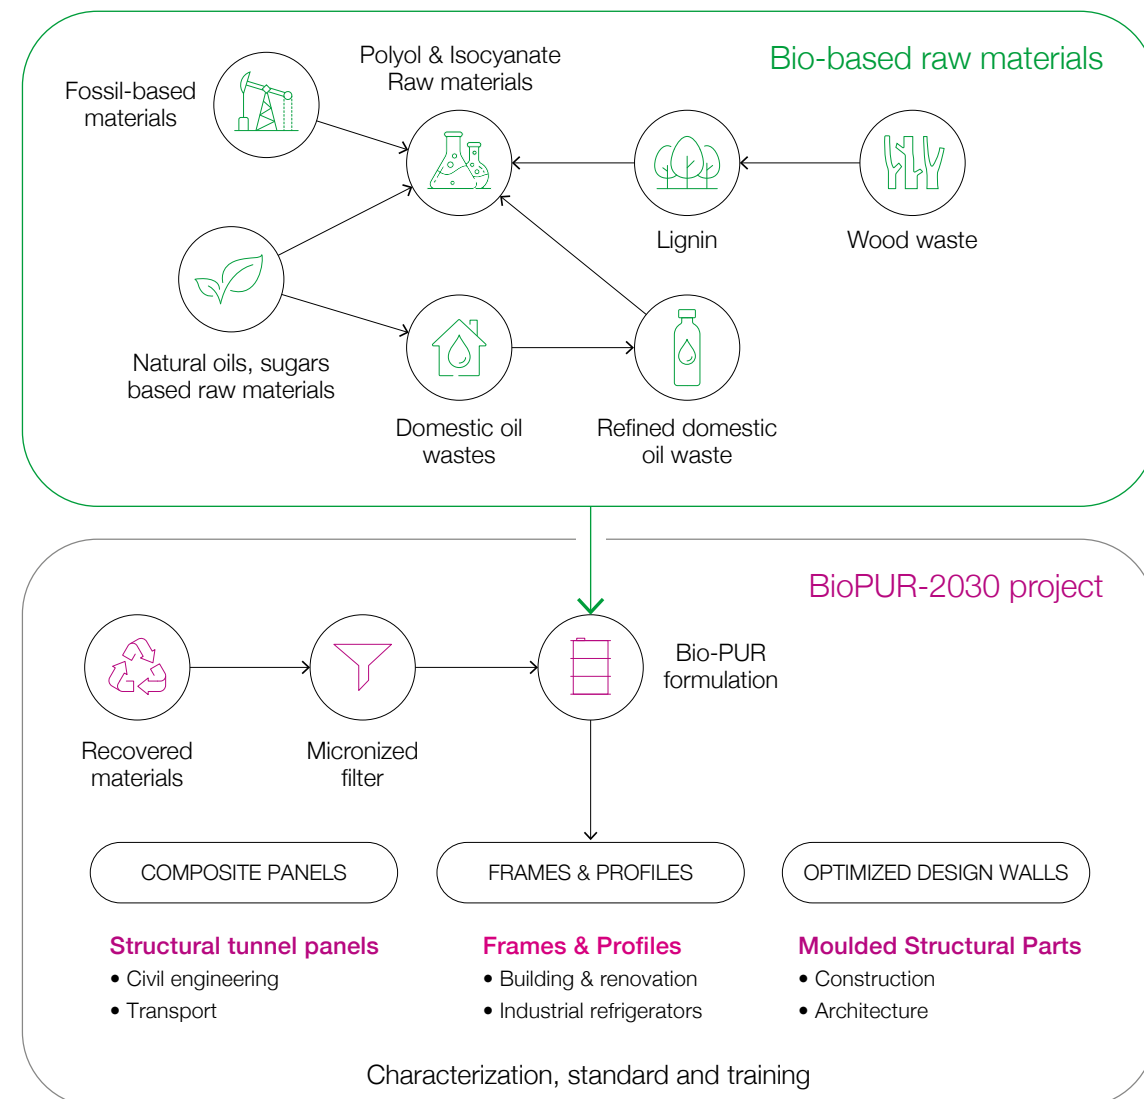 Bio-based raw materials
Polyol & Isocyanate
Raw materials
Fossil-based
materials
Lignin
Wood waste
Natural oils, sugars
based raw materials
Domestic oil
wastes
Refined domestic
oil waste
BioPUR-2030 project
Bio-PUR
formulation
Recovered
materials
Micronized
filter
COMPOSITE PANELS
FRAMES & PROFILES
OPTIMIZED DESIGN WALLS
Structural tunnel panels
• Civil engineering
• Transport
Frames & Profiles
• Building & renovation
• Industrial refrigerators
Moulded Structural Parts
• Construction
• Architecture
Characterization, standard and training